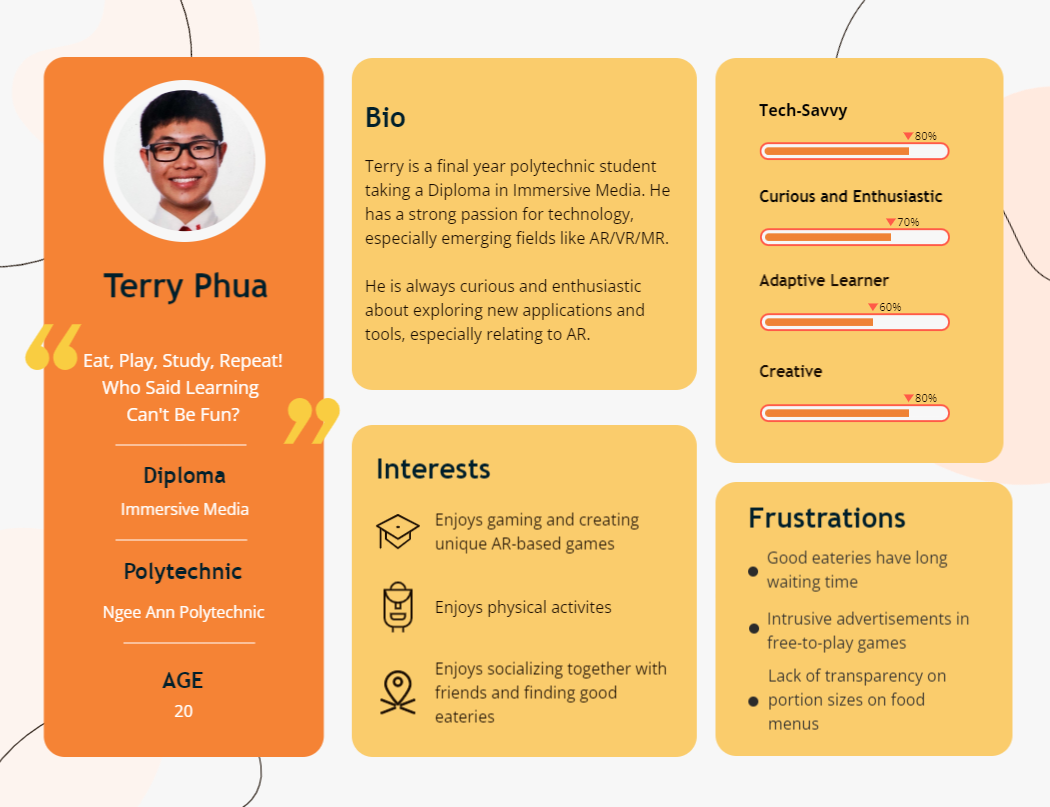 Terry Phua
“
Eat, Play, Study, Repeat!
Who Said Learning
Can't Be Fun?
”
Diploma
Immersive Media
Polytechnic
Ngee Ann Polytechnic
AGE
20
Bio
Terry is a final year polytechnic student
taking a Diploma in Immersive Media. He
has a strong passion for technology,
especially emerging fields like AR/VR/MR.
He is always curious and enthusiastic
about exploring new applications and
tools, especially relating to AR.
Interests
Enjoys gaming and creating
unique AR-based games
Enjoys physical activites
Enjoys socializing together with
friends and finding good
eateries
Tech-Savvy
80%
Curious and Enthusiastic
70%
Adaptive Learner
60%
Creative
80%
Frustrations
Good eateries have long
waiting time
Intrusive advertisements in
free-to-play games
Lack of transparency on
portion sizes on food
menus